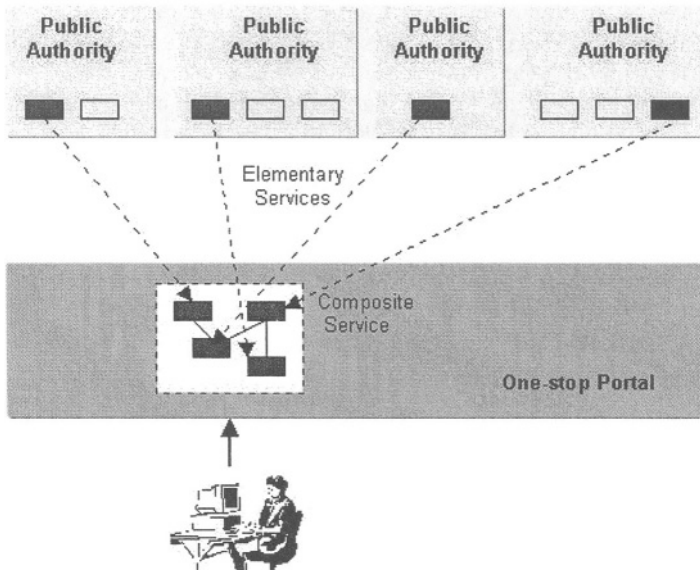 Public
Authority
Public
Authority
Public
Authority
Public
Authority
Elementary
Services
Composite
Service
One-stop Portal